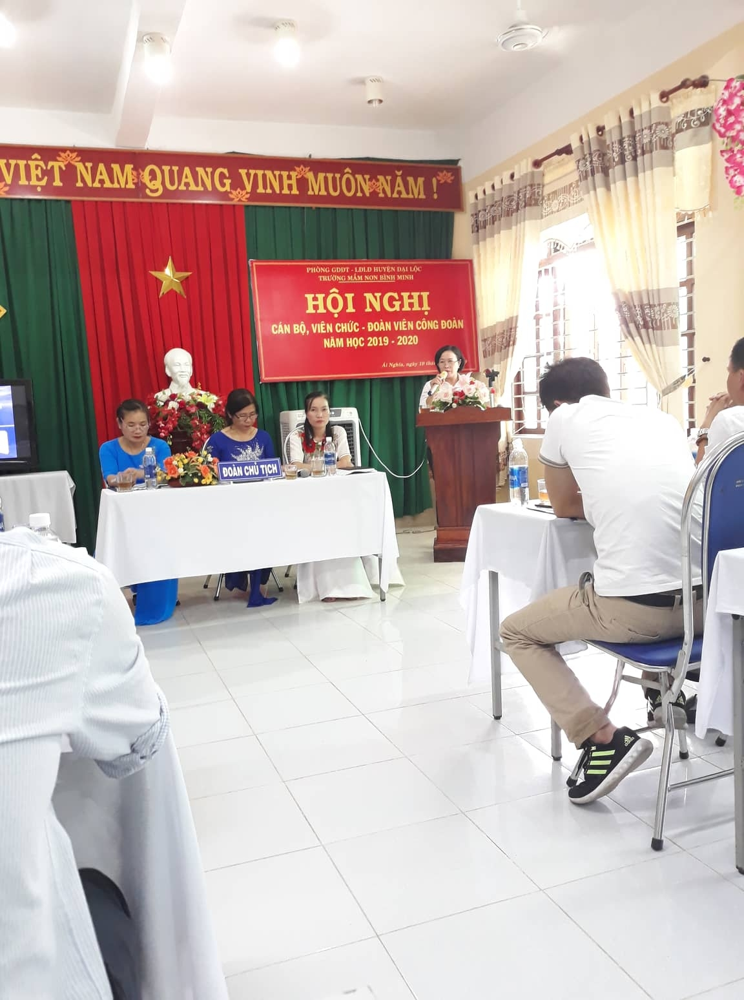 VIỆT NAM QUANG VINH MUÔN NĂM !
PHÒNG GDĐT - LĐLĐ HUYỆN ĐẠI LỘC
TRƯỜNG MẦM NON BÌNH MINH
HỘI NGHỊ
CÁN BỘ, VIÊN CHỨC - ĐOÀN VIÊN CÔNG ĐOÀN
NĂM HỌC 2019 - 2020
Ái Nghĩa, ngày 19
ĐOÀN CHỦ TỊCH
adidas